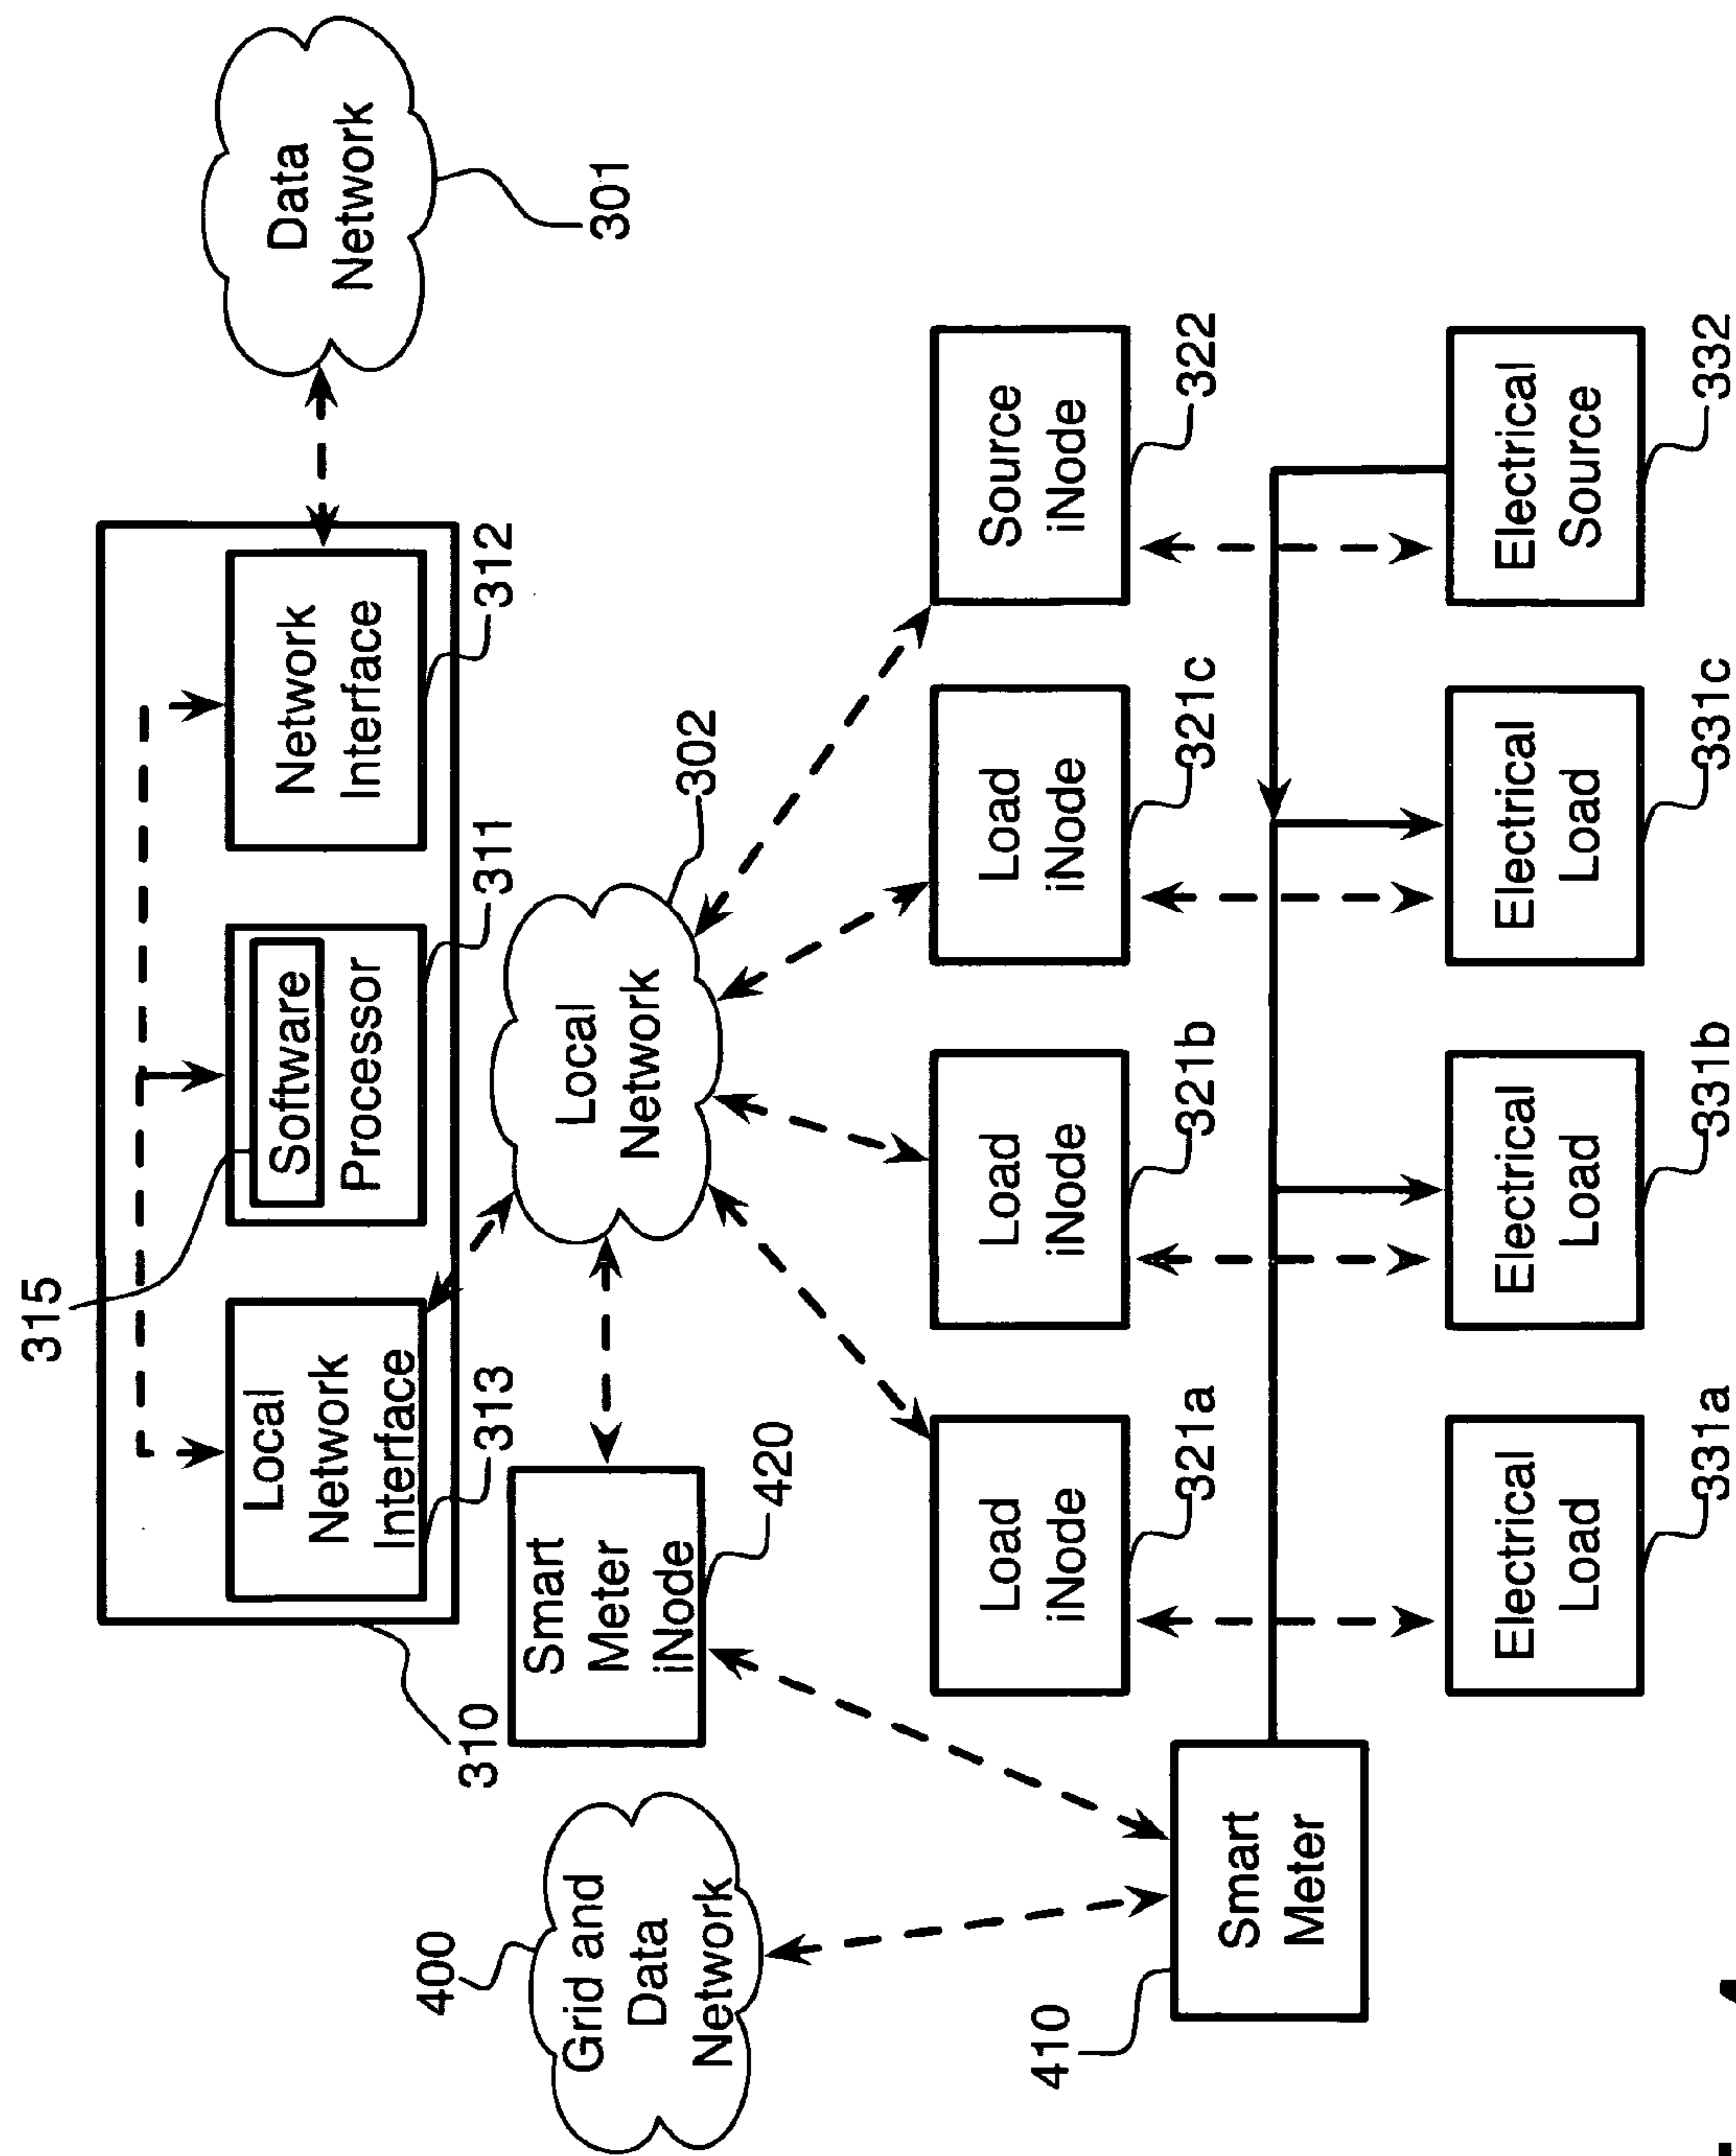 315
Local
Network
Interface
Software
Processor
Network
Interface
Data
Network
310
313
311
312
301
400
Grid and
Data
Network
Smart
Meter
iNode
420
Local
Network
302
Load
iNode
321a
Load
iNode
321b
Load
iNode
321c
Source
iNode
322
410
Smart
Meter
Electrical
Load
331a
Electrical
Load
331b
Electrical
Load
331c
Electrical
Source
332